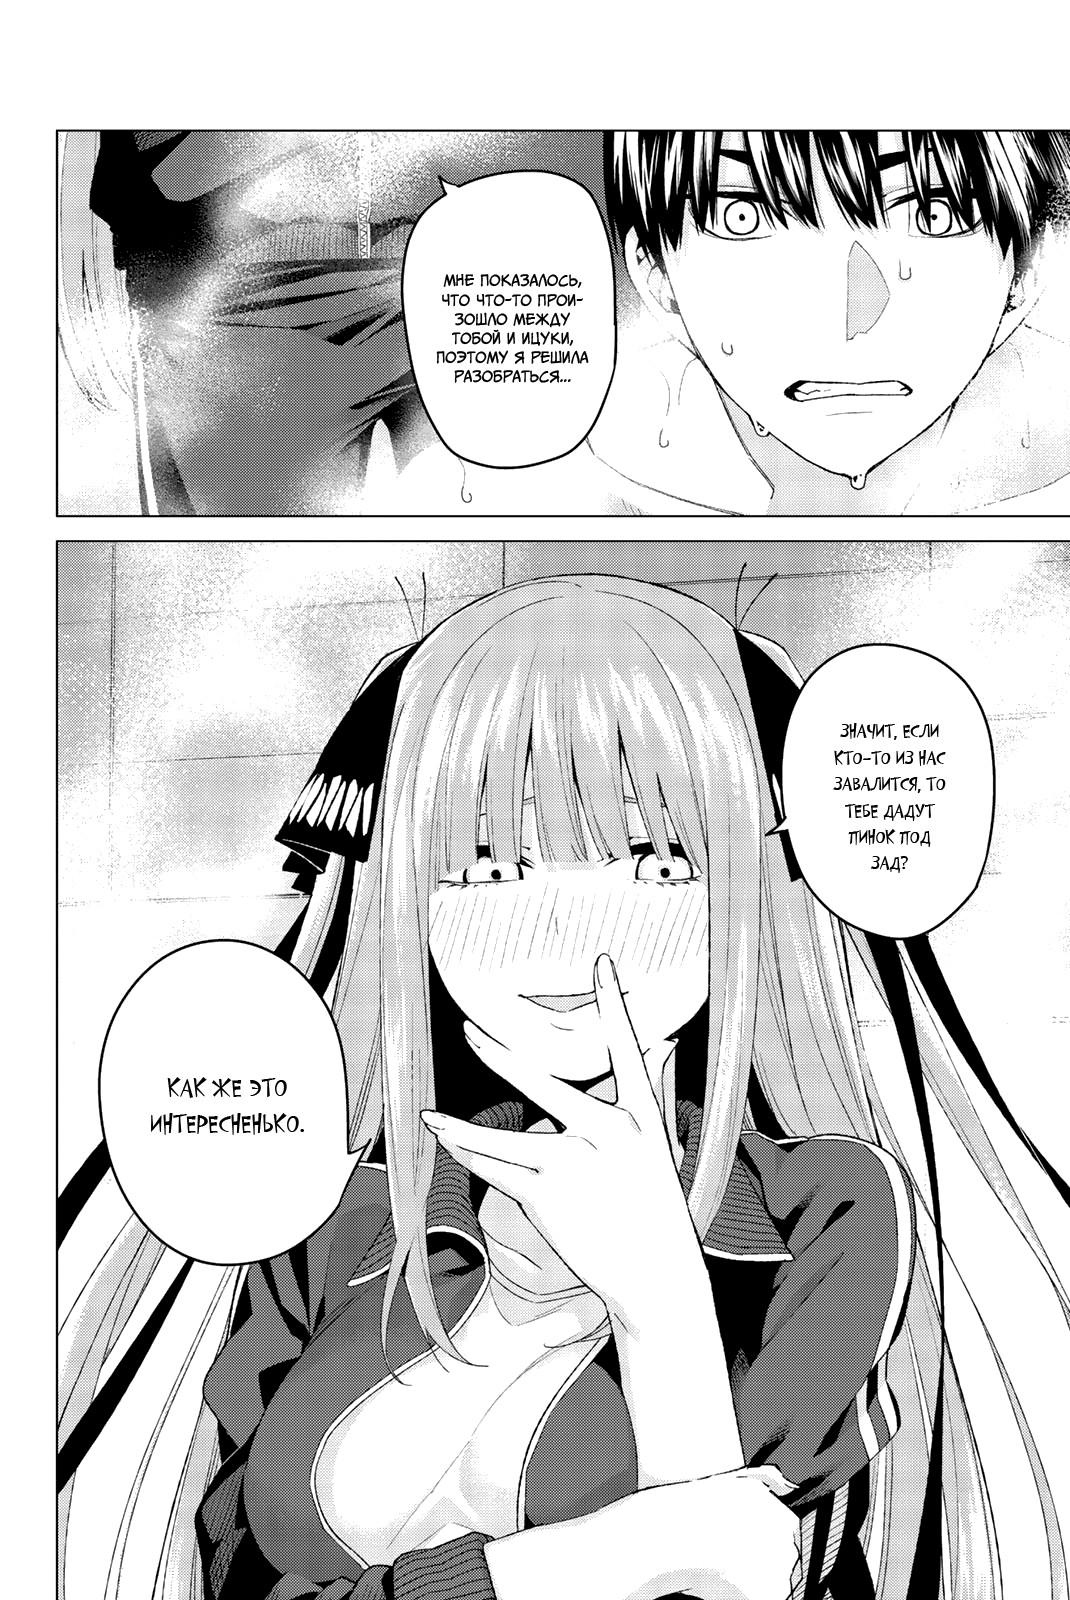 МНЕ ПОКАЗАЛОСЬ,
ЧТО ЧТО-ТО ПРОИ-
ЗОШЛО МЕЖДУ
ТОБОЙ И ИЦУКИ,
ПОЭТОМУ Я РЕШИЛА
РАЗОБРАТЬСЯ...
ЗНАЧИТ, ЕСЛИ
КТО-ТО ИЗ НАС
ЗАВАЛИТСЯ, ТО
ТЕБЕ ДАДУТ
ПИНОК ПОД
ЗАД?
КАК ЖЕ ЭТО
ИНТЕРЕСНЕНЬКО.